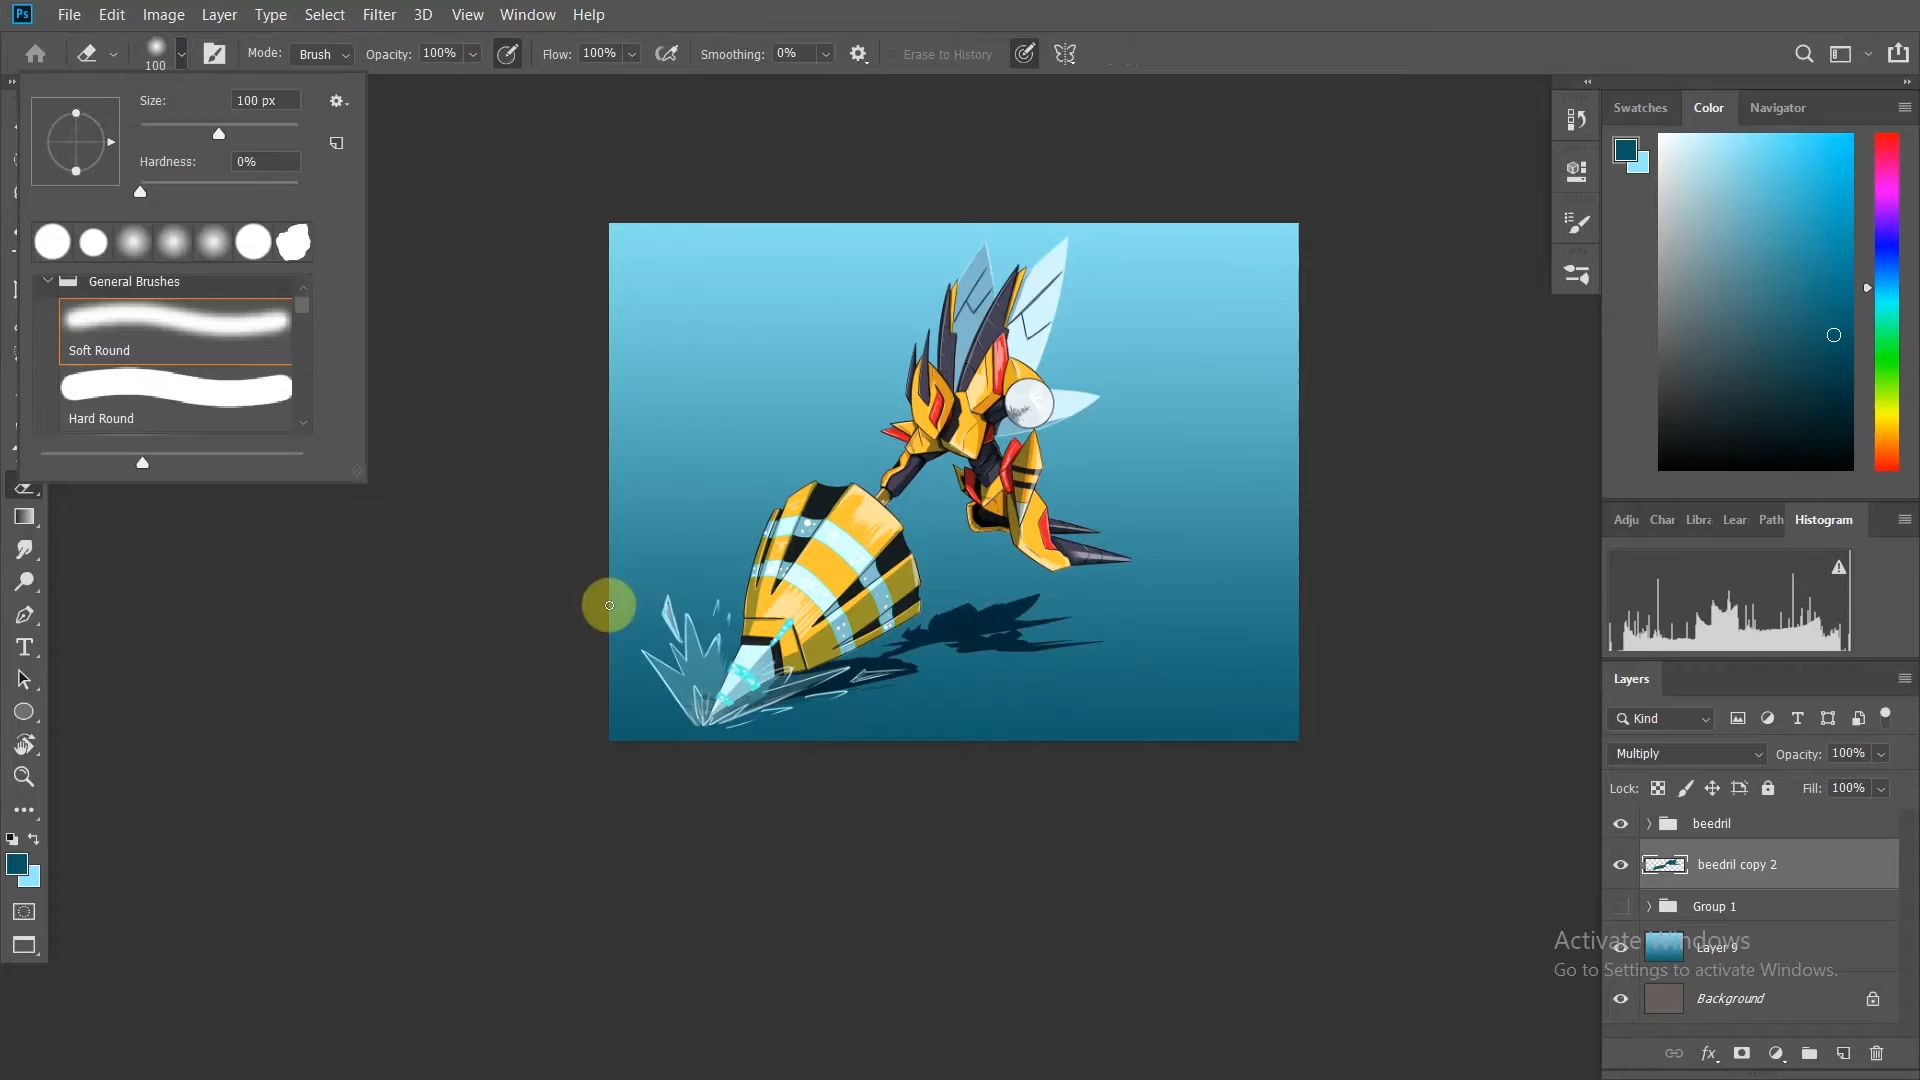 Ps File Edit Image Layer Type Select Filter 3D View Window Help
100 Mode: Brush Opacity: 100% Flow: 100% Smoothing: 0% Erase to History
Size: 100 px
Hardness: 0%
General Brushes
Soft Round
Hard Round
Swatches Color Navigator
Adju Char Libra Lear Path Histogram
Layers
Kind
Multiply Opacity: 100%
Lock: Fill: 100%
beedril
beedril copy 2
Group 1
Layer 9
Background
Activate Windows
Go to Settings to activate Windows.